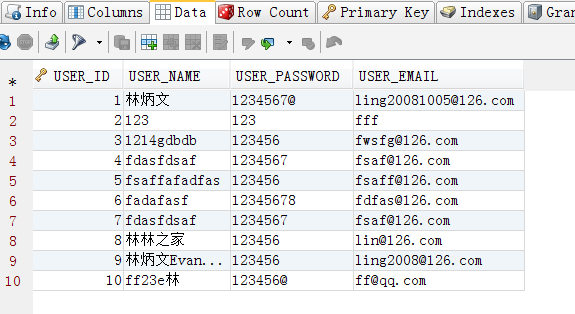 Info Columns Data Row Count Primary Key Indexes Gran
* USER_ID USER_NAME USER_PASSWORD USER_EMAIL
1 1 林炳文 1234567@ ling20081005@126.com
2 2 123 123 fff
3 3 1214gdbdb 123456 fwsfg@126.com
4 4 fdasfdsaf 1234567 fsaf@126.com
5 5 fsaffafadfas 123456 fsaff@126.com
6 6 fadafasf 12345678 fdfas@126.com
7 7 fdasfdsaf 1234567 fsaf@126.com
8 8 林林之家 123456 lin@126.com
9 9 林炳文Evan... 123456 ling2008@126.com
10 10 ff23e林 123456@ ff@qq.com